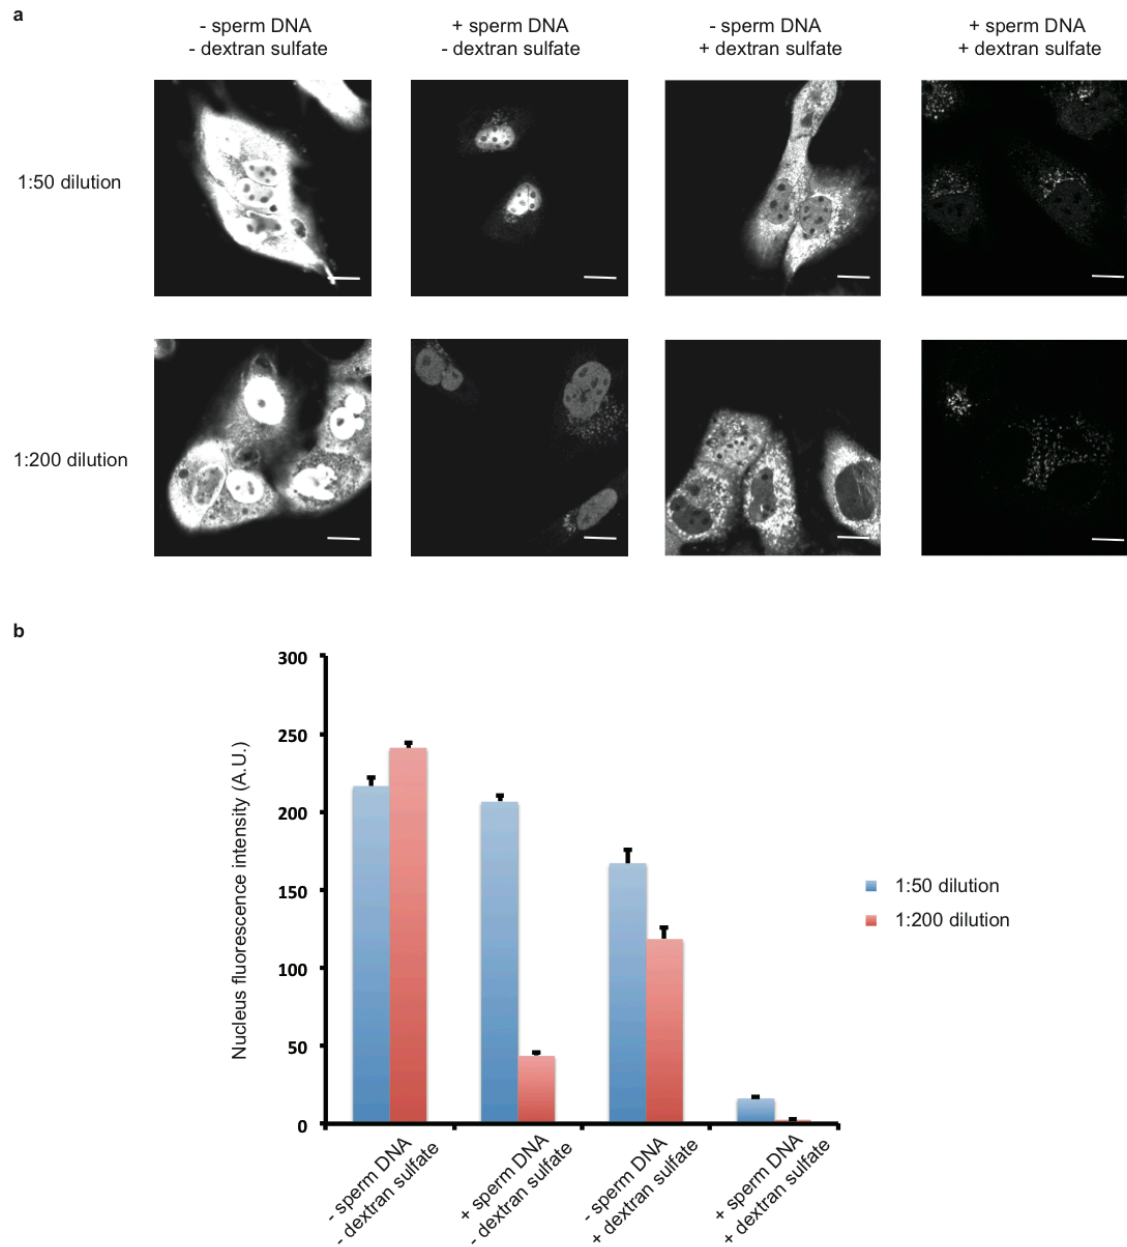 a
- sperm DNA
- dextran sulfate
+ sperm DNA
- dextran sulfate
- sperm DNA
+ dextran sulfate
+ sperm DNA
+ dextran sulfate
1:50 dilution
1:200 dilution
b
300
250
200
150
100
50
0
Nucleus fluorescence intensity (A.U.)
1:50 dilution
1:200 dilution
- sperm DNA
- dextran sulfate
+ sperm DNA
- dextran sulfate
- sperm DNA
+ dextran sulfate
+ sperm DNA
+ dextran sulfate